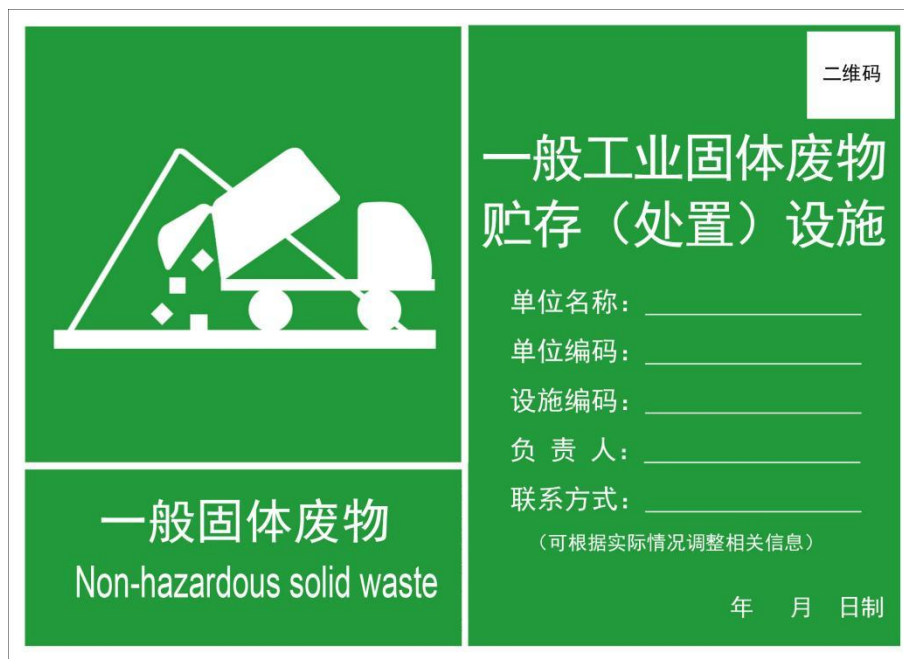 一般固体废物
Non-hazardous solid waste
二维码
一般工业固体废物
贮存（处置）设施
单位名称：
单位编码：
设施编码：
负 责 人：
联系方式：
（可根据实际情况调整相关信息）
年 月 日制